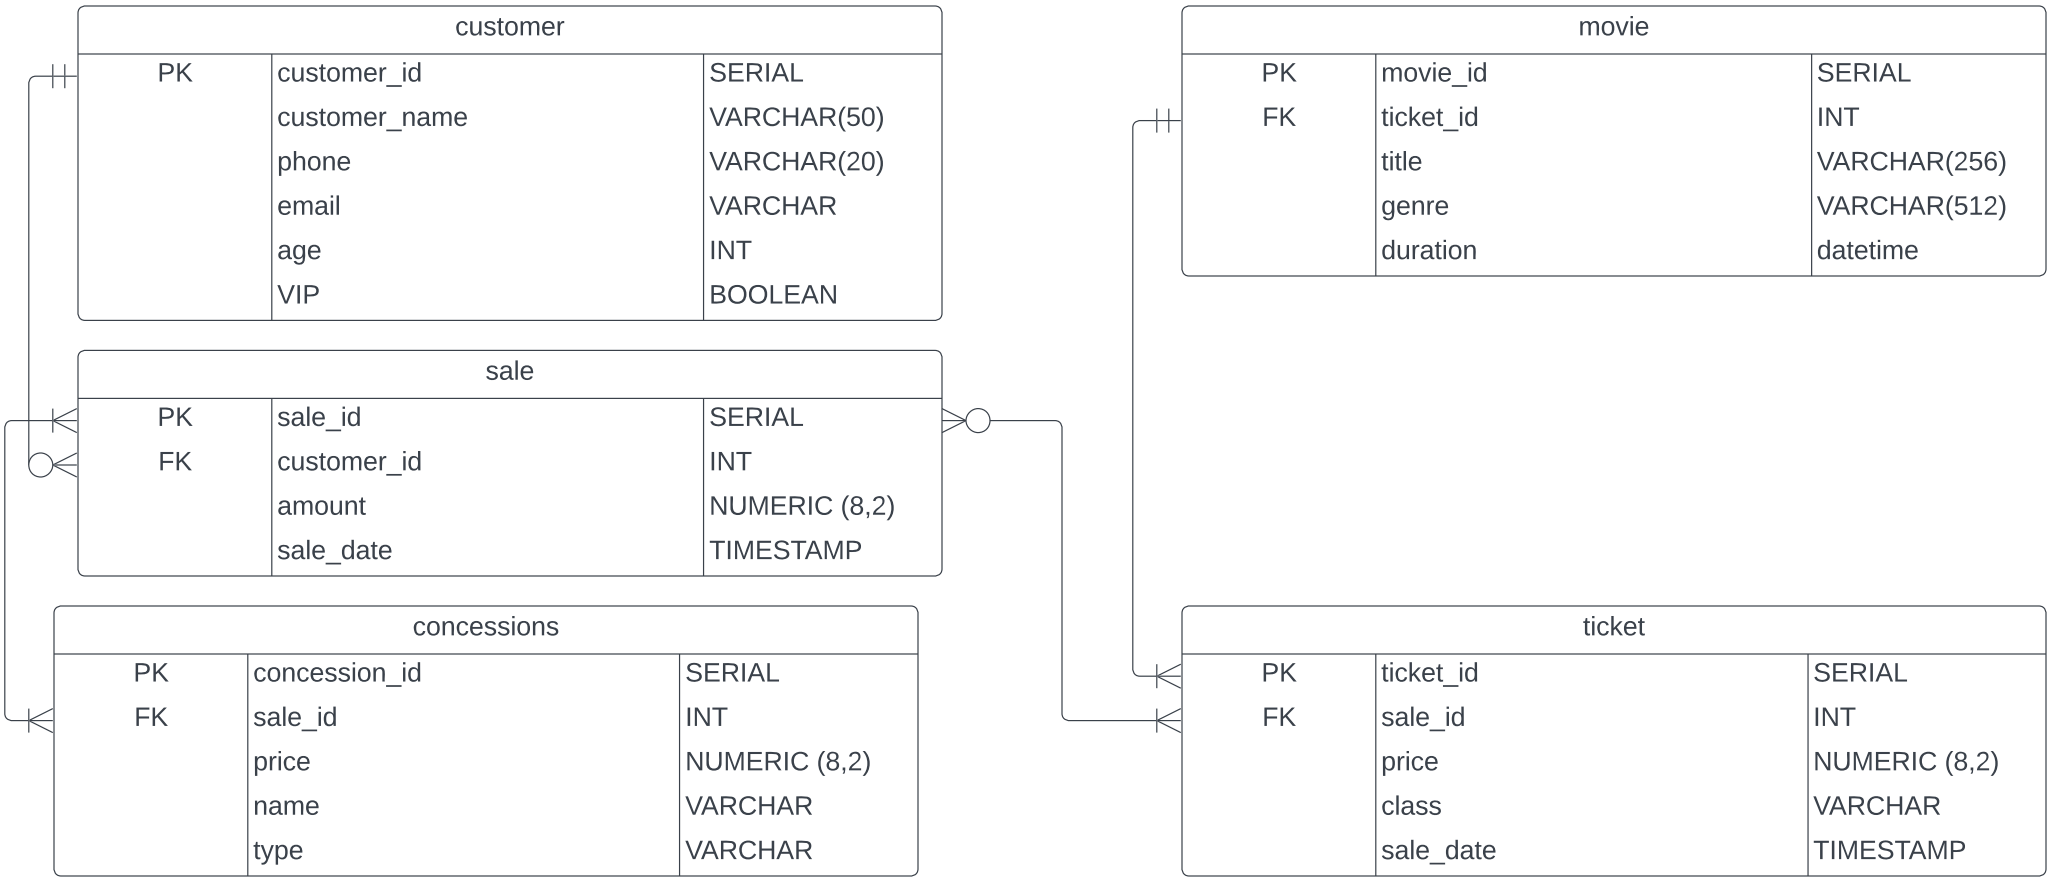 customer
PK customer_id SERIAL
customer_name VARCHAR(50)
phone VARCHAR(20)
email VARCHAR
age INT
VIP BOOLEAN
movie
PK movie_id SERIAL
FK ticket_id INT
title VARCHAR(256)
genre VARCHAR(512)
duration datetime
sale
PK sale_id SERIAL
FK customer_id INT
amount NUMERIC (8,2)
sale_date TIMESTAMP
concessions
PK concession_id SERIAL
FK sale_id INT
price NUMERIC (8,2)
name VARCHAR
type VARCHAR
ticket
PK ticket_id SERIAL
FK sale_id INT
price NUMERIC (8,2)
class VARCHAR
sale_date TIMESTAMP